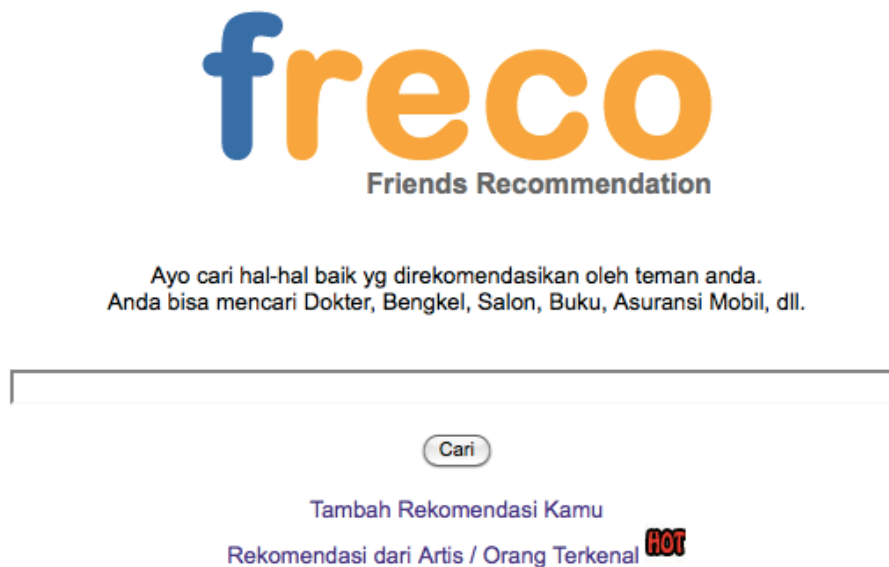 freco
Friends Recommendation
Ayo cari hal-hal baik yg direkomendasikan oleh teman anda.
Anda bisa mencari Dokter, Bengkel, Salon, Buku, Asuransi Mobil, dll.
Cari
Tambah Rekomendasi Kamu
Rekomendasi dari Artis / Orang Terkenal HOT